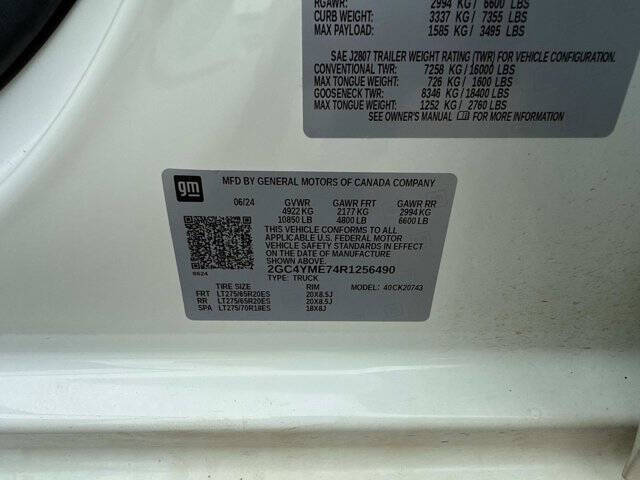 RGAWR: 2994 KG / 6600 LBS
CURB WEIGHT: 3337 KG / 7355 LBS
MAX PAYLOAD: 1585 KG / 3495 LBS
SAE J2807 TRAILER WEIGHT RATING (TWR) FOR VEHICLE CONFIGURATION.
CONVENTIONAL TWR: 7258 KG / 16000 LBS
MAX TONGUE WEIGHT: 726 KG / 1600 LBS
GOOSENECK TWR: 8346 KG / 18400 LBS
MAX TONGUE WEIGHT: 1252 KG / 2760 LBS
SEE OWNER'S MANUAL FOR MORE INFORMATION
gm
MFD BY GENERAL MOTORS OF CANADA COMPANY
06/24 GVWR GAWR FRT GAWR RR
4922 KG 2177 KG 2994 KG
10850 LB 4800 LB 6600 LB
THIS VEHICLE CONFORMS TO ALL APPLICABLE
U.S. FEDERAL MOTOR
VEHICLE SAFETY STANDARDS IN EFFECT
ON THE DATE OF MANUFACTURE
SHOWN ABOVE.
2GC4YME74R1256490
TYPE: TRUCK
0624
TIRE SIZE RIM MODEL: 40CK20743
FRT LT275/65R20ES 20X8.5J
RR LT275/65R20ES 20X8.5J
SPA LT275/70R18ES 18X8J